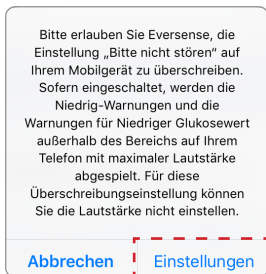 Bitte erlauben Sie Eversense, die
Einstellung „Bitte nicht stören“ auf
Ihrem Mobilgerät zu überschreiben.
Sofern eingeschaltet, werden die
Niedrig-Warnungen und die
Warnungen für Niedriger Glukosewert
außerhalb des Bereichs auf Ihrem
Telefon mit maximaler Lautstärke
abgespielt. Für diese
Überschreibungseinstellung können
Sie die Lautstärke nicht einstellen.
Abbrechen Einstellungen